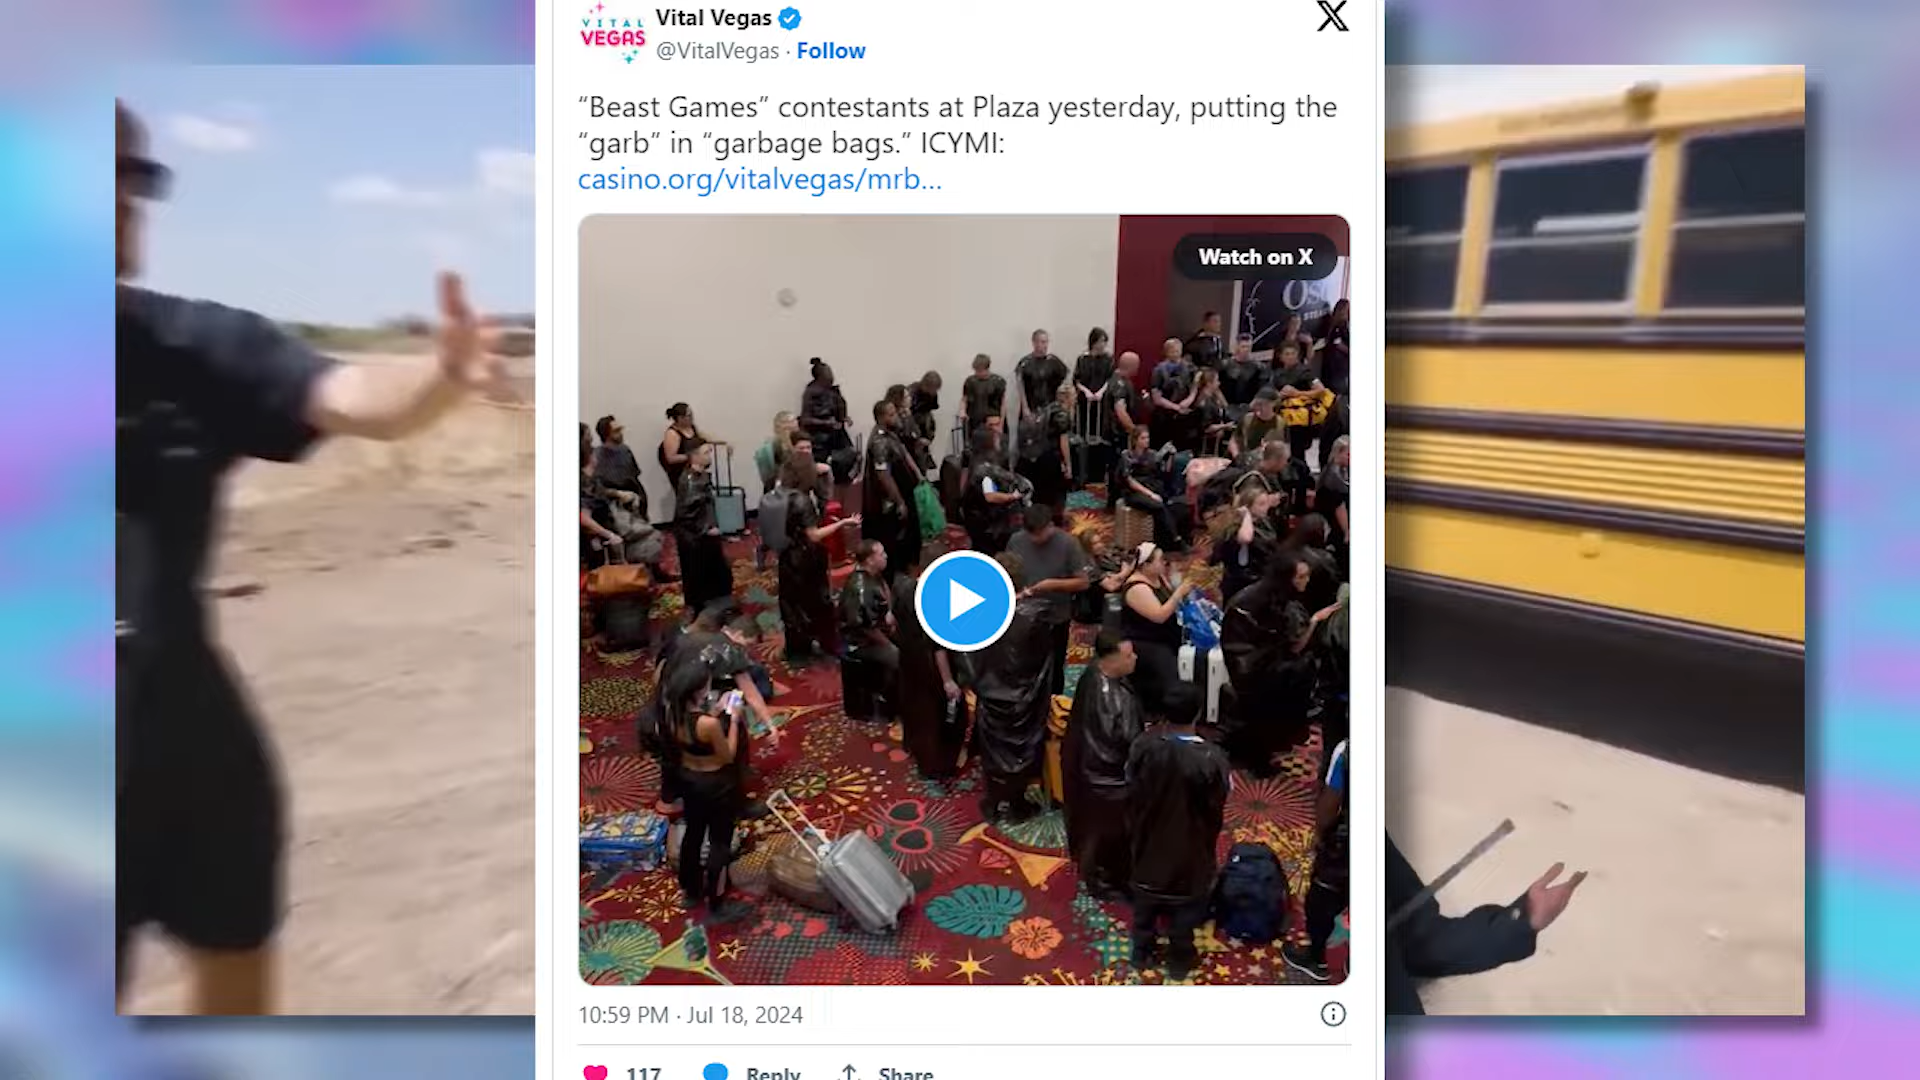 VITAL
VEGAS
Vital Vegas
@VitalVegas · Follow
“Beast Games” contestants at Plaza yesterday, putting the
“garb” in “garbage bags.” ICYMI:
casino.org/vitalvegas/mrb...
Watch on X
10:59 PM · Jul 18, 2024
117
Reply
Share